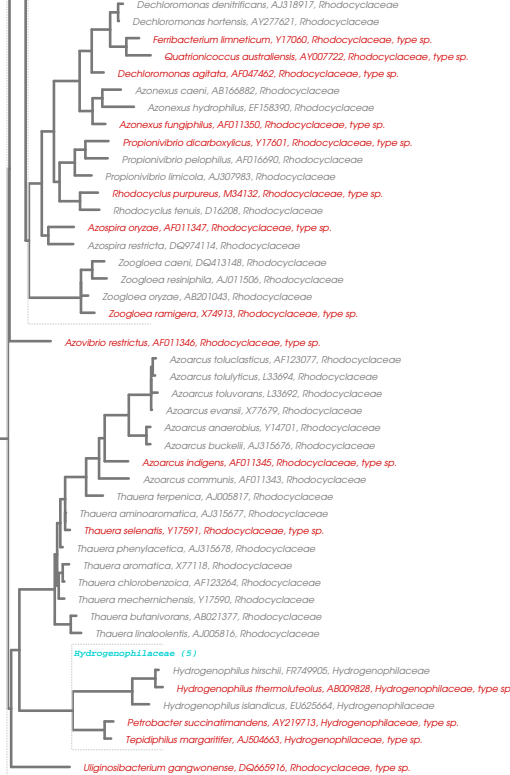 Dechloromonas denitrificans, AJ318917, Rhodocyclaceae
Dechloromonas hortensis, AY277621, Rhodocyclaceae
Ferribacterium limneticum, Y17060, Rhodocyclaceae, type sp.
Quatrionicoccus australiensis, AY007722, Rhodocyclaceae, type sp.
Dechloromonas agitata, AF047462, Rhodocyclaceae, type sp.
Azonexus caeni, AB166882, Rhodocyclaceae
Azonexus hydrophilus, EF158390, Rhodocyclaceae
Azonexus fungiphilus, AF011350, Rhodocyclaceae, type sp.
Propionivibrio dicarboxylicus, Y17601, Rhodocyclaceae, type sp.
Propionivibrio pelophilus, AF016690, Rhodocyclaceae
Propionivibrio limicola, AJ307983, Rhodocyclaceae
Rhodocyclus purpureus, M34132, Rhodocyclaceae, type sp.
Rhodocyclus tenuis, D16208, Rhodocyclaceae
Azospira oryzae, AF011347, Rhodocyclaceae, type sp.
Azospira restricta, DQ974114, Rhodocyclaceae
Zoogloea caeni, DQ413148, Rhodocyclaceae
Zoogloea resiniphila, AJ011506, Rhodocyclaceae
Zoogloea oryzae, AB201043, Rhodocyclaceae
Zoogloea ramigera, X74913, Rhodocyclaceae, type sp.
Azovibrio restrictus, AF011346, Rhodocyclaceae, type sp.
Azoarcus toluclasticus, AF123077, Rhodocyclaceae
Azoarcus tolulyticus, L33694, Rhodocyclaceae
Azoarcus toluvorans, L33692, Rhodocyclaceae
Azoarcus evansii, X77679, Rhodocyclaceae
Azoarcus anaerobius, Y14701, Rhodocyclaceae
Azoarcus buckelii, AJ315676, Rhodocyclaceae
Azoarcus indigens, AF011345, Rhodocyclaceae, type sp.
Azoarcus communis, AF011343, Rhodocyclaceae
Thauera terpenica, AJ005817, Rhodocyclaceae
Thauera aminoaromatica, AJ315677, Rhodocyclaceae
Thauera selenatis, Y17591, Rhodocyclaceae, type sp.
Thauera phenylacetica, AJ315678, Rhodocyclaceae
Thauera aromatica, X77118, Rhodocyclaceae
Thauera chlorobenzoica, AF123264, Rhodocyclaceae
Thauera mechernichensis, Y17590, Rhodocyclaceae
Thauera butanivorans, AB021377, Rhodocyclaceae
Thauera linaloolentis, AJ005816, Rhodocyclaceae
Hydrogenophilaceae (5)
Hydrogenophilus hirschii, FR749905, Hydrogenophilaceae
Hydrogenophilus thermoluteolus, AB009828, Hydrogenophilaceae, type sp
Hydrogenophilus islandicus, EU625664, Hydrogenophilaceae
Petrobacter succinatimandens, AY219713, Hydrogenophilaceae, type sp.
Tepidiphilus margaritifer, AJ504663, Hydrogenophilaceae, type sp.
Uliginosibacterium gangwonense, DQ665916, Rhodocyclaceae, type sp.